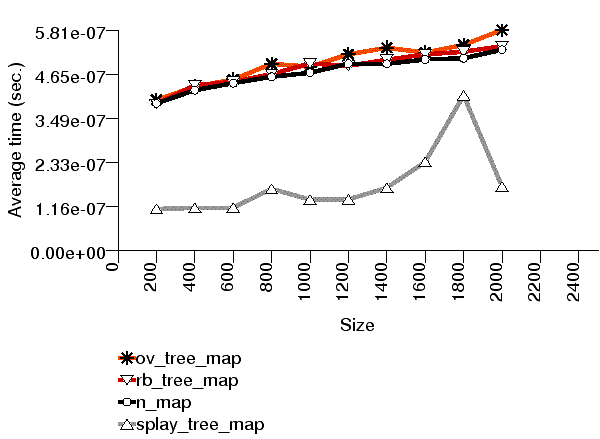 5.81e-07
4.65e-07
3.49e-07
2.33e-07
1.16e-07
0.00e+00
Average time (sec.)
0
200
400
600
800
1000
1200
1400
1600
1800
2000
2200
2400
Size
ov_tree_map
rb_tree_map
n_map
splay_tree_map